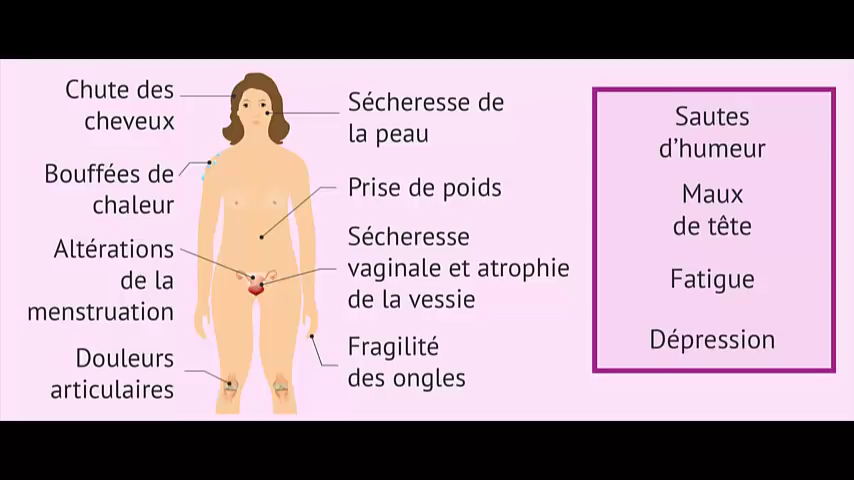 Chute des
cheveux
Bouffées de
chaleur
Altérations
de la
menstruation
Douleurs
articulaires
Sécheresse de
la peau
Prise de poids
Sécheresse
vaginale et atrophie
de la vessie
Fragilité
des ongles
Sautes
d’humeur
Maux
de tête
Fatigue
Dépression